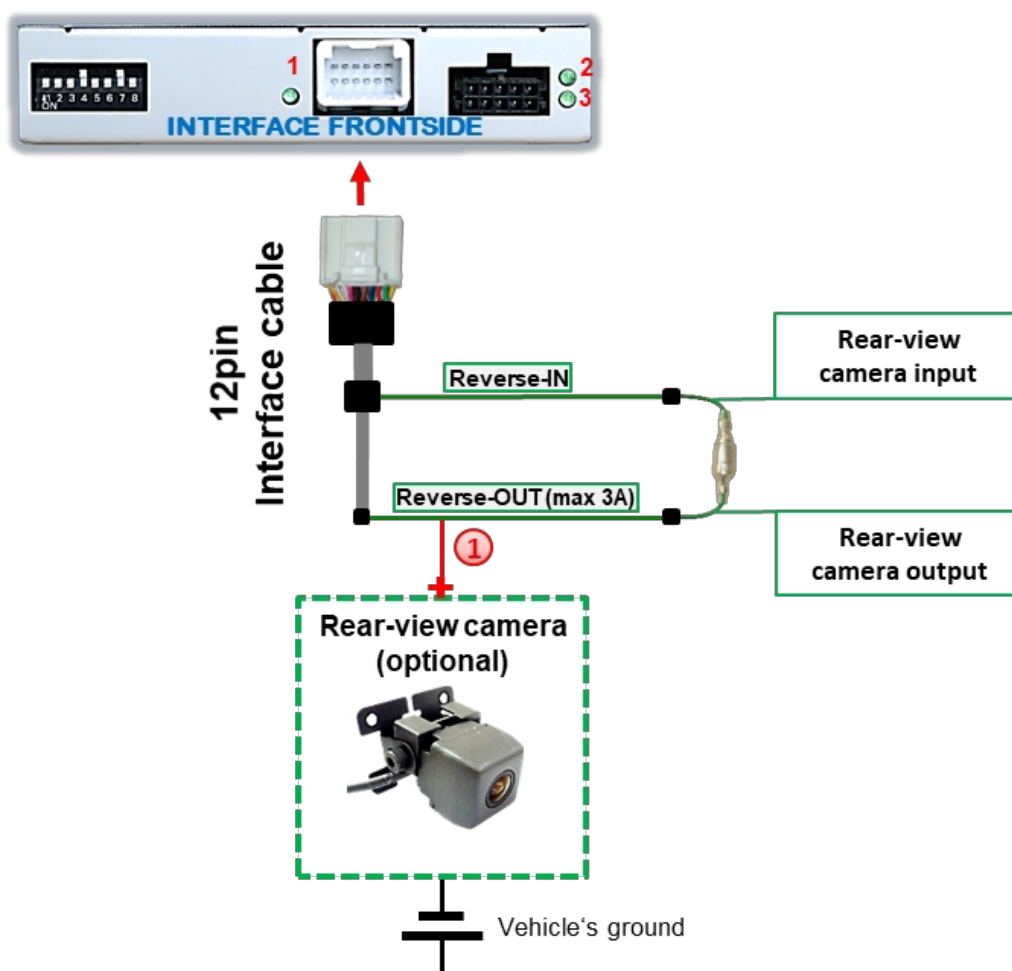 1
2
3
1 2 3 4 5 6 7 8
ON
INTERFACE FRONTSIDE
12pin
Interface cable
Reverse-IN
Rear-view
camera input
Reverse-OUT (max 3A)
Rear-view
camera output
1
Rear-view camera
(optional)
Vehicle‘s ground